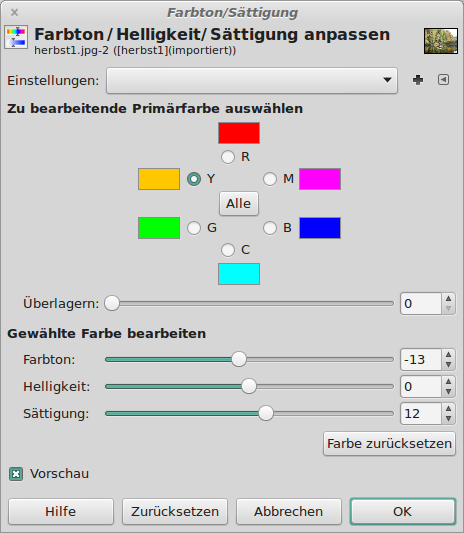 Farbton/Sättigung
Farbton/Helligkeit/Sättigung anpassen
herbst1.jpg-2 ([herbst1](importiert))
Einstellungen:
Zu bearbeitende Primärfarbe auswählen
R
Y M
Alle
G B
C
Überlagern: 0
Gewählte Farbe bearbeiten
Farbton: -13
Helligkeit: 0
Sättigung: 12
Farbe zurücksetzen
Vorschau
Hilfe Zurücksetzen Abbrechen OK